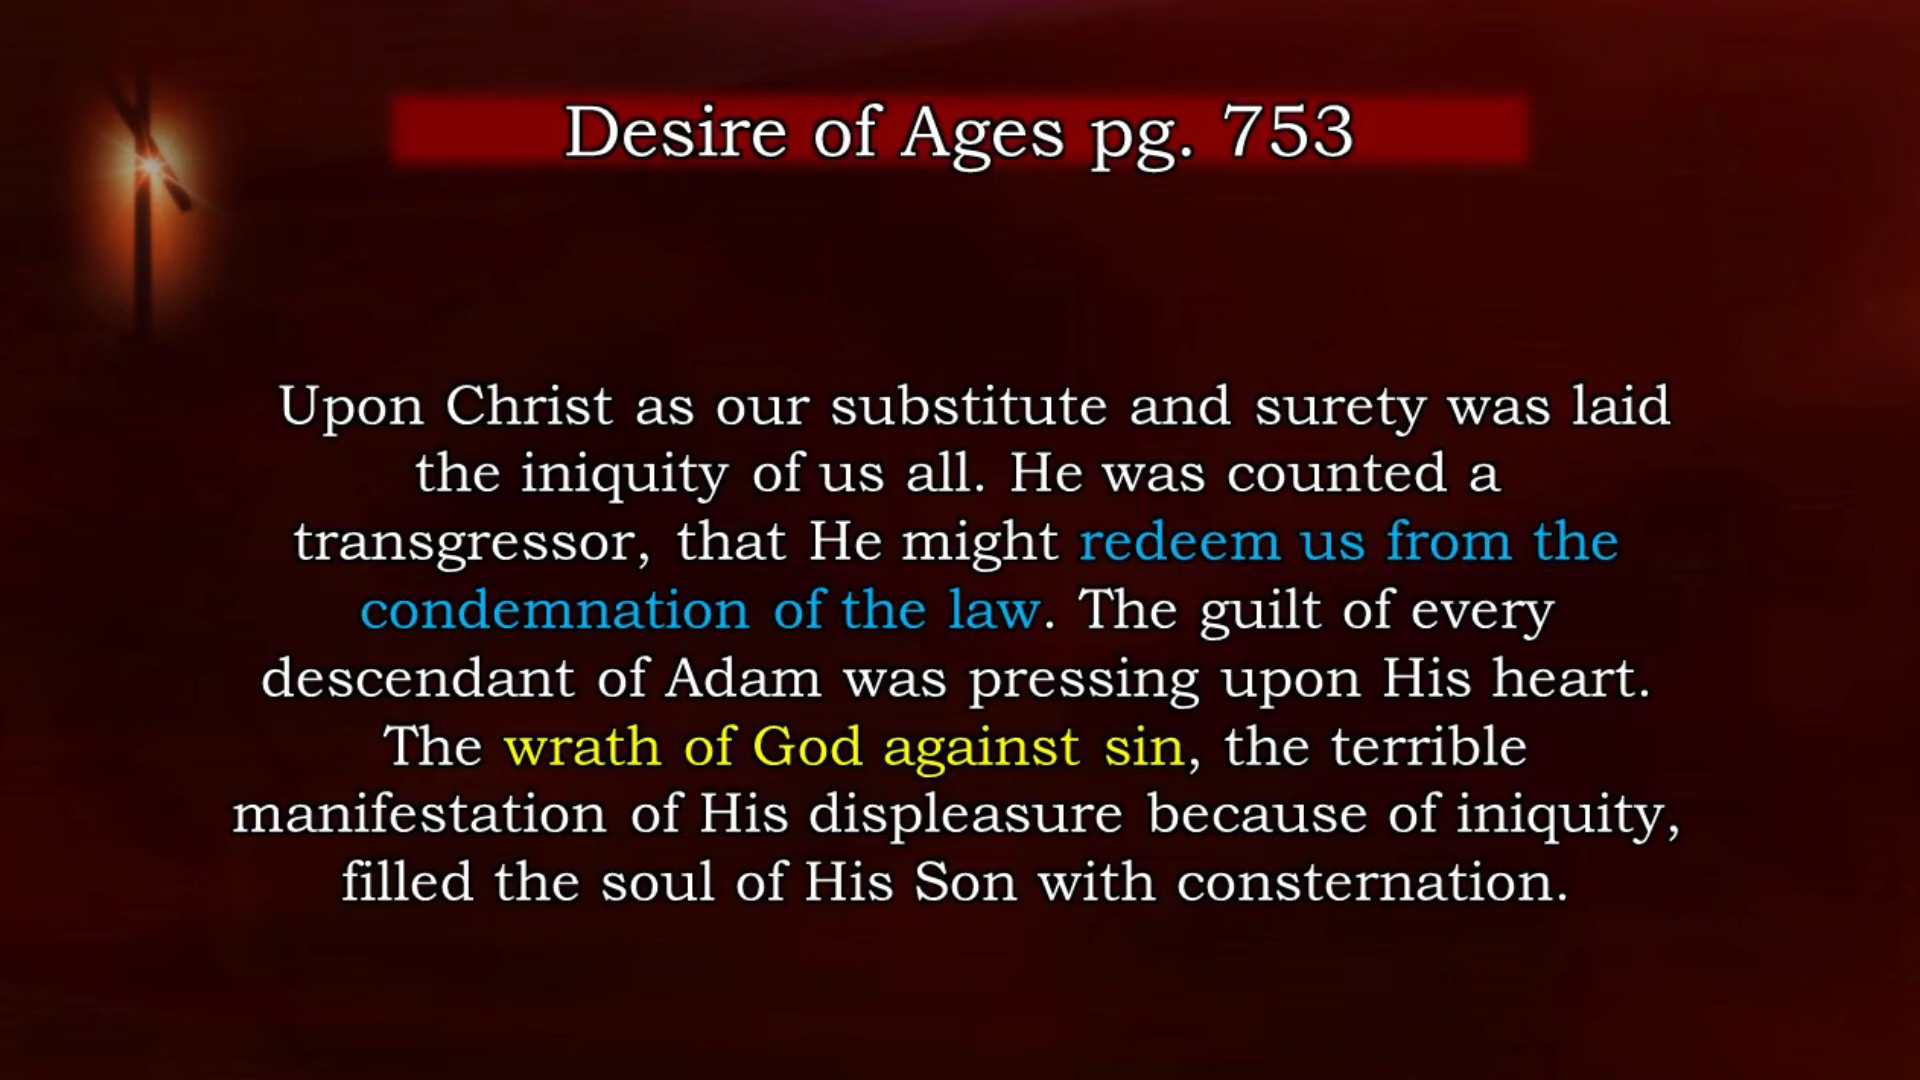 Desire of Ages pg. 753
Upon Christ as our substitute and surety was laid
the iniquity of us all. He was counted a
transgressor, that He might redeem us from the
condemnation of the law. The guilt of every
descendant of Adam was pressing upon His heart.
The wrath of God against sin, the terrible
manifestation of His displeasure because of iniquity,
filled the soul of His Son with consternation.